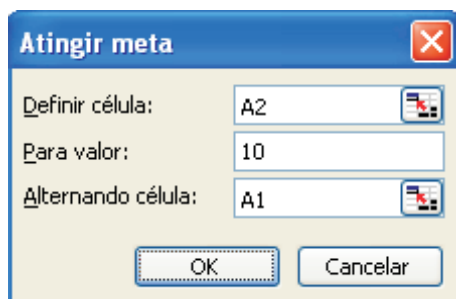 Atingir meta
Definir célula: A2
Para valor: 10
Alternando célula: A1
OK Cancelar